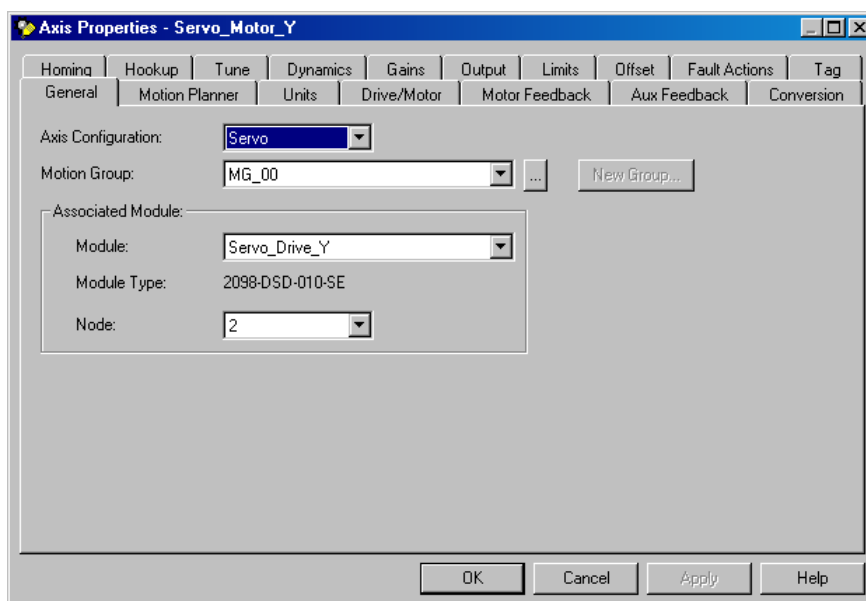 Axis Properties - Servo_Motor_Y
Homing Hookup Tune Dynamics Gains Output Limits Offset Fault Actions Tag
General Motion Planner Units Drive/Motor Motor Feedback Aux Feedback Conversion
Axis Configuration: Servo
Motion Group: MG_00 ... New Group...
Associated Module:
Module: Servo_Drive_Y
Module Type: 2098-DSD-010-SE
Node: 2
OK Cancel Apply Help